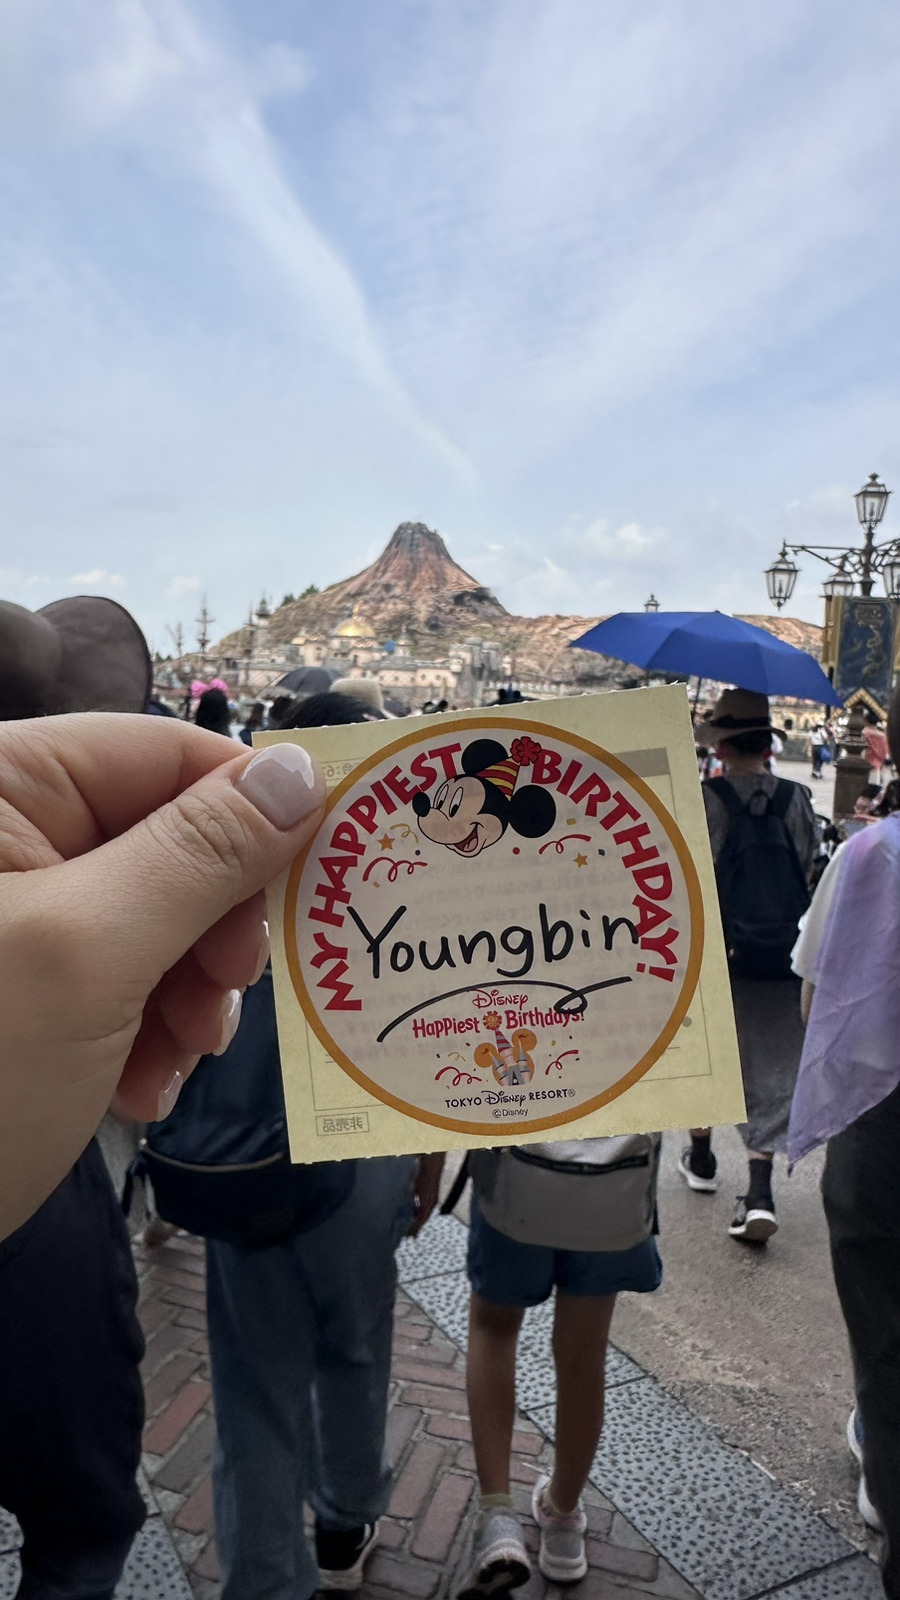 MY HAPPIEST BIRTHDAY!
Youngbin
Disney
Happiest Birthdays!
TOKYO Disney RESORT®
©Disney
非売品